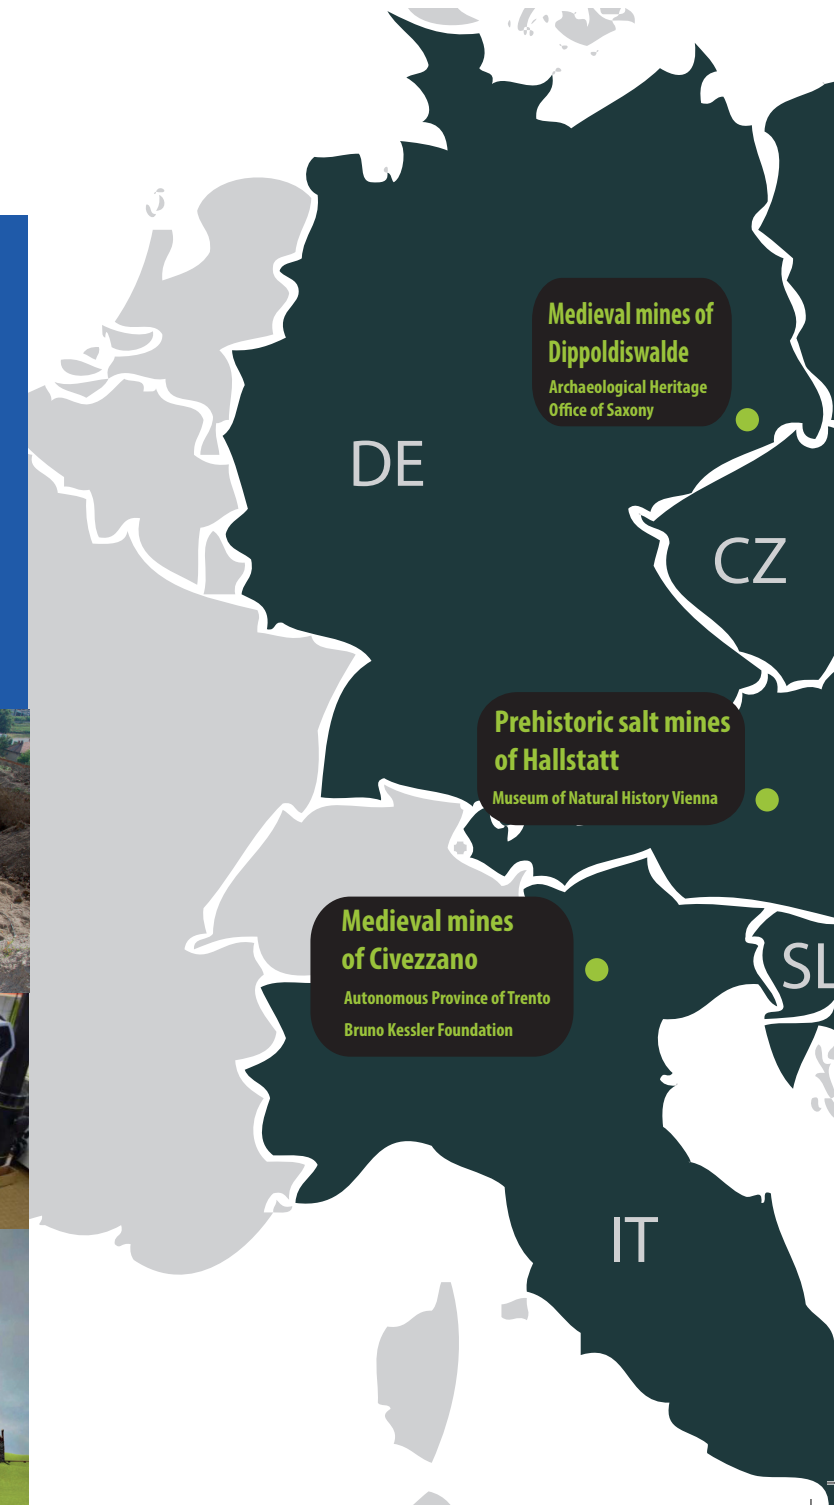 Medieval mines of
Dippoldiswalde
Archaeological Heritage
Office of Saxony
DE
CZ
Prehistoric salt mines
of Hallstatt
Museum of Natural History Vienna
Medieval mines
of Civezzano
Autonomous Province of Trento
Bruno Kessler Foundation
SL
IT